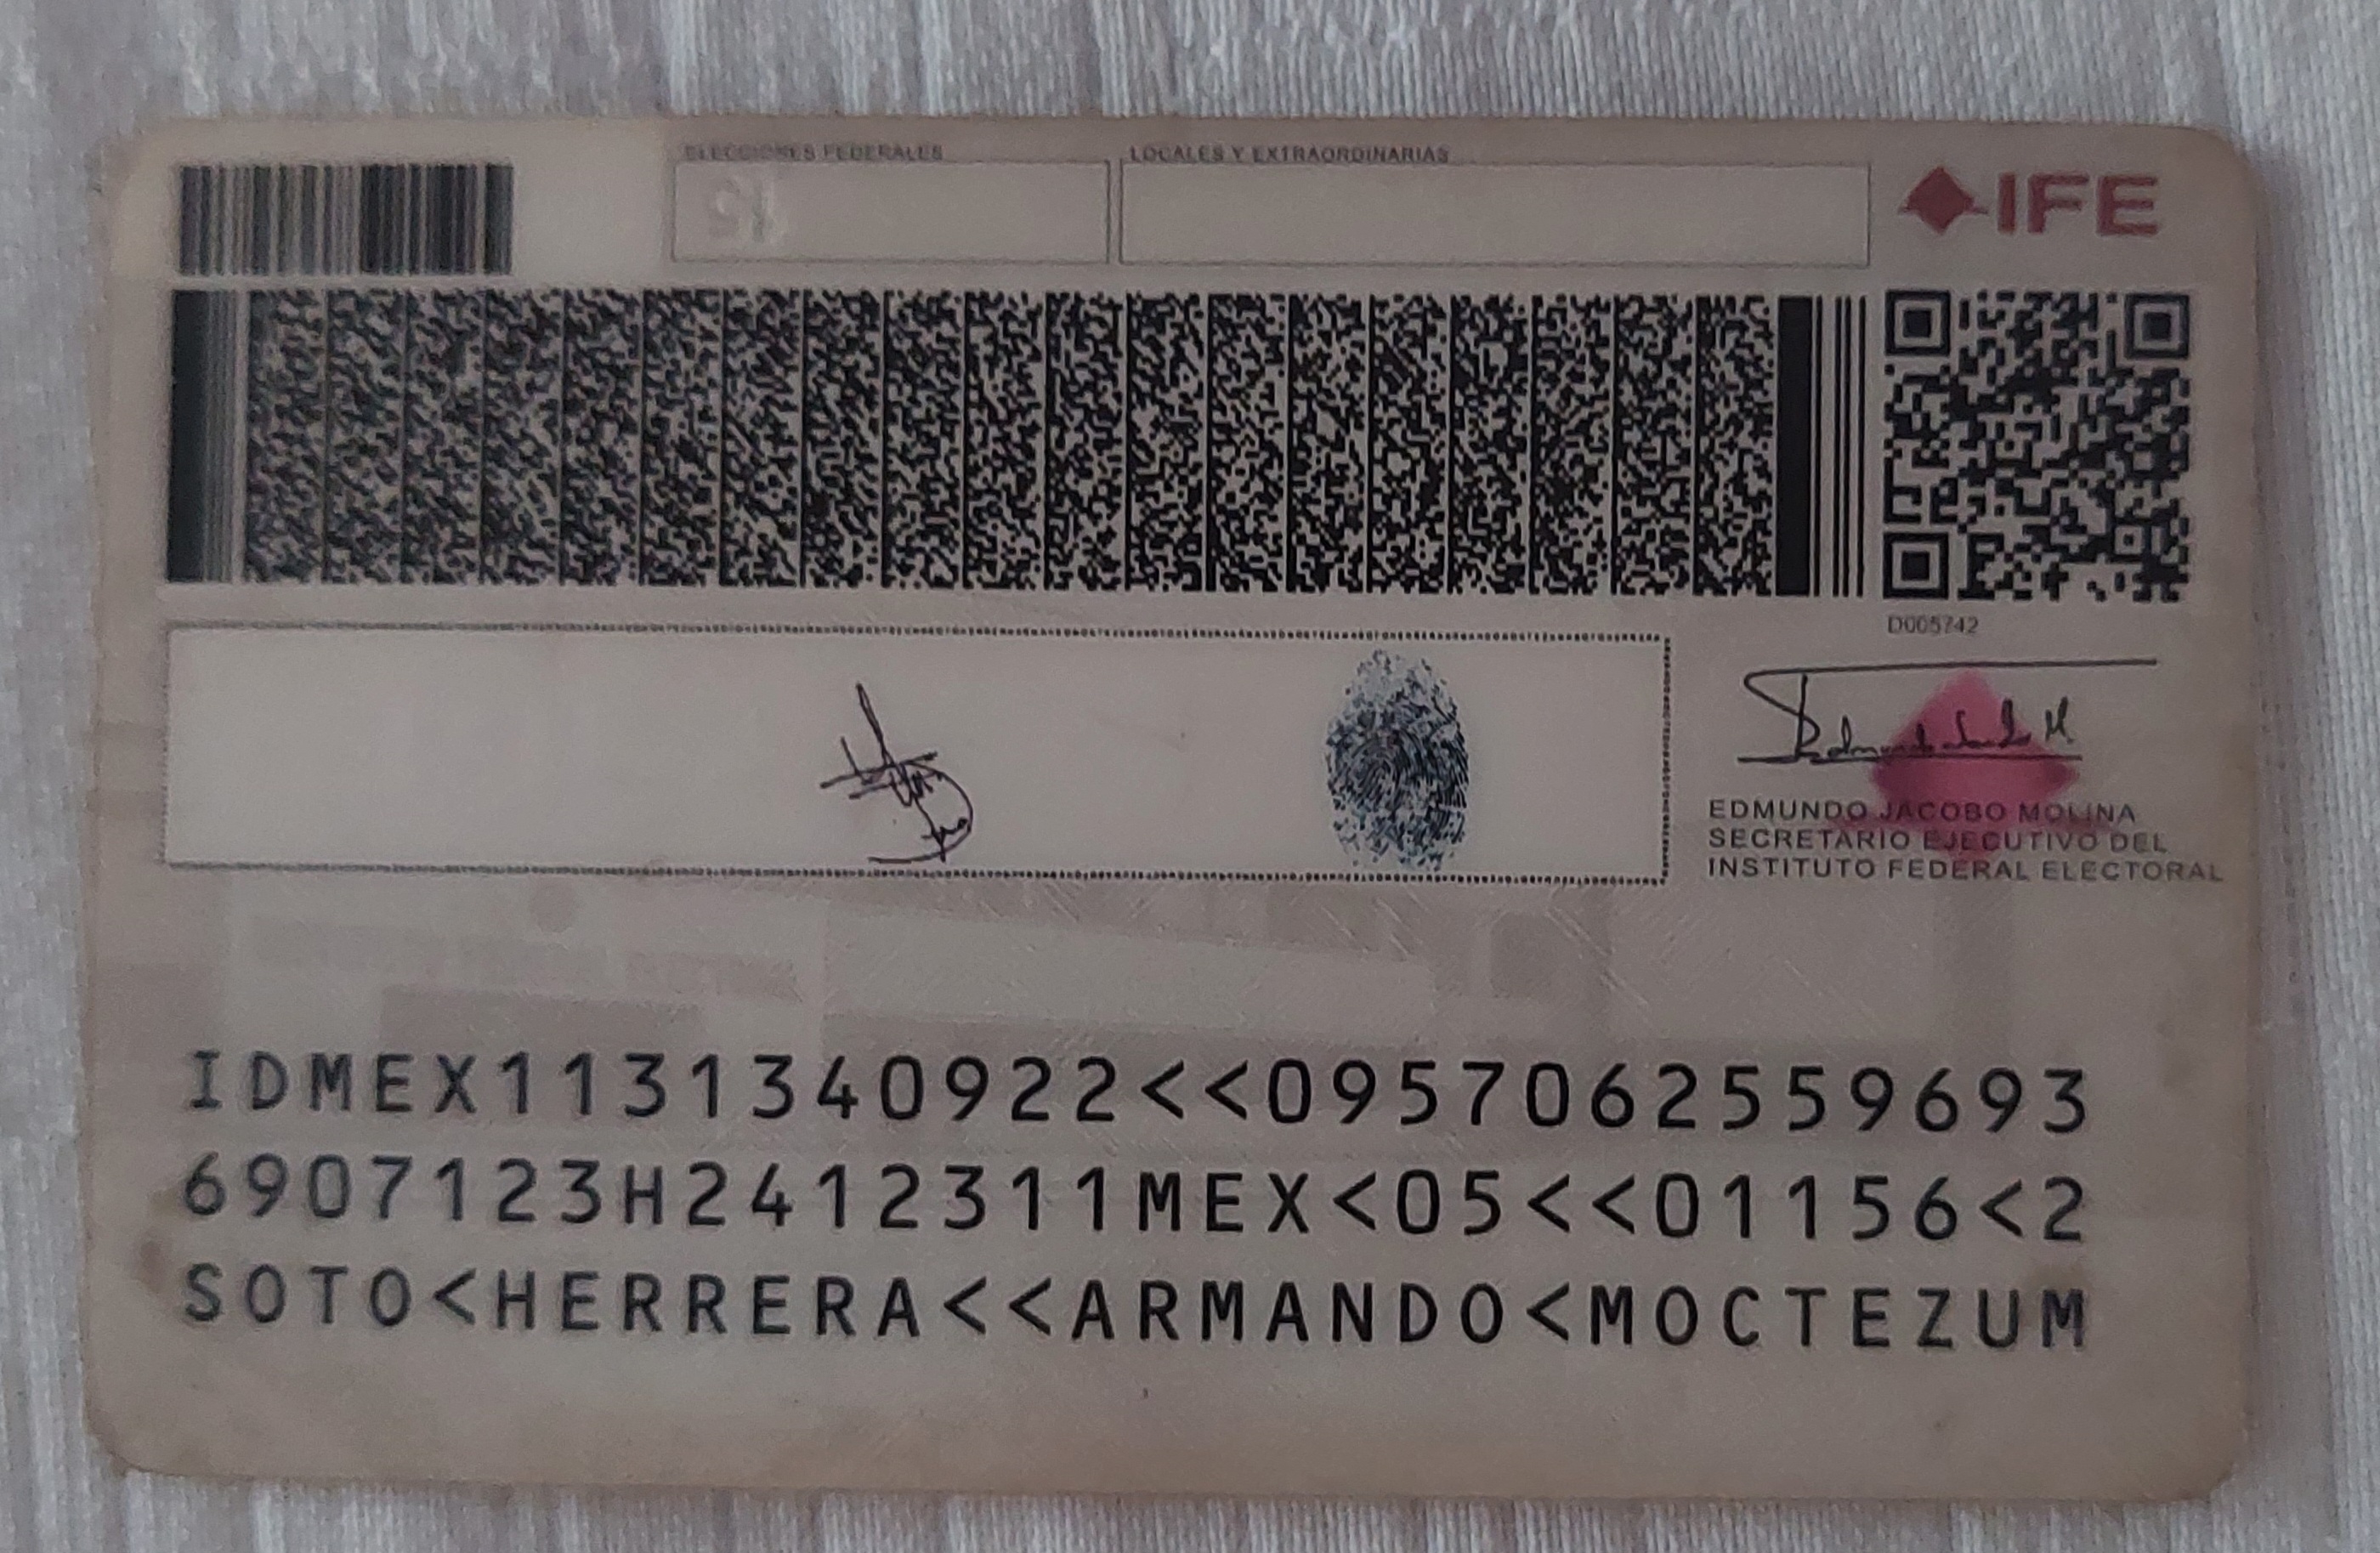 ELECCIONES FEDERALES
LOCALES Y EXTRAORDINARIAS
IFE
15
D005742
EDMUNDO JACOBO MOLINA
SECRETARIO EJECUTIVO DEL
INSTITUTO FEDERAL ELECTORAL
IDMEX1131340922<<0957062559693
6907123H2412311MEX<05<<01156<2
SOTO<HERRERA<<ARMANDO<MOCTEZUM